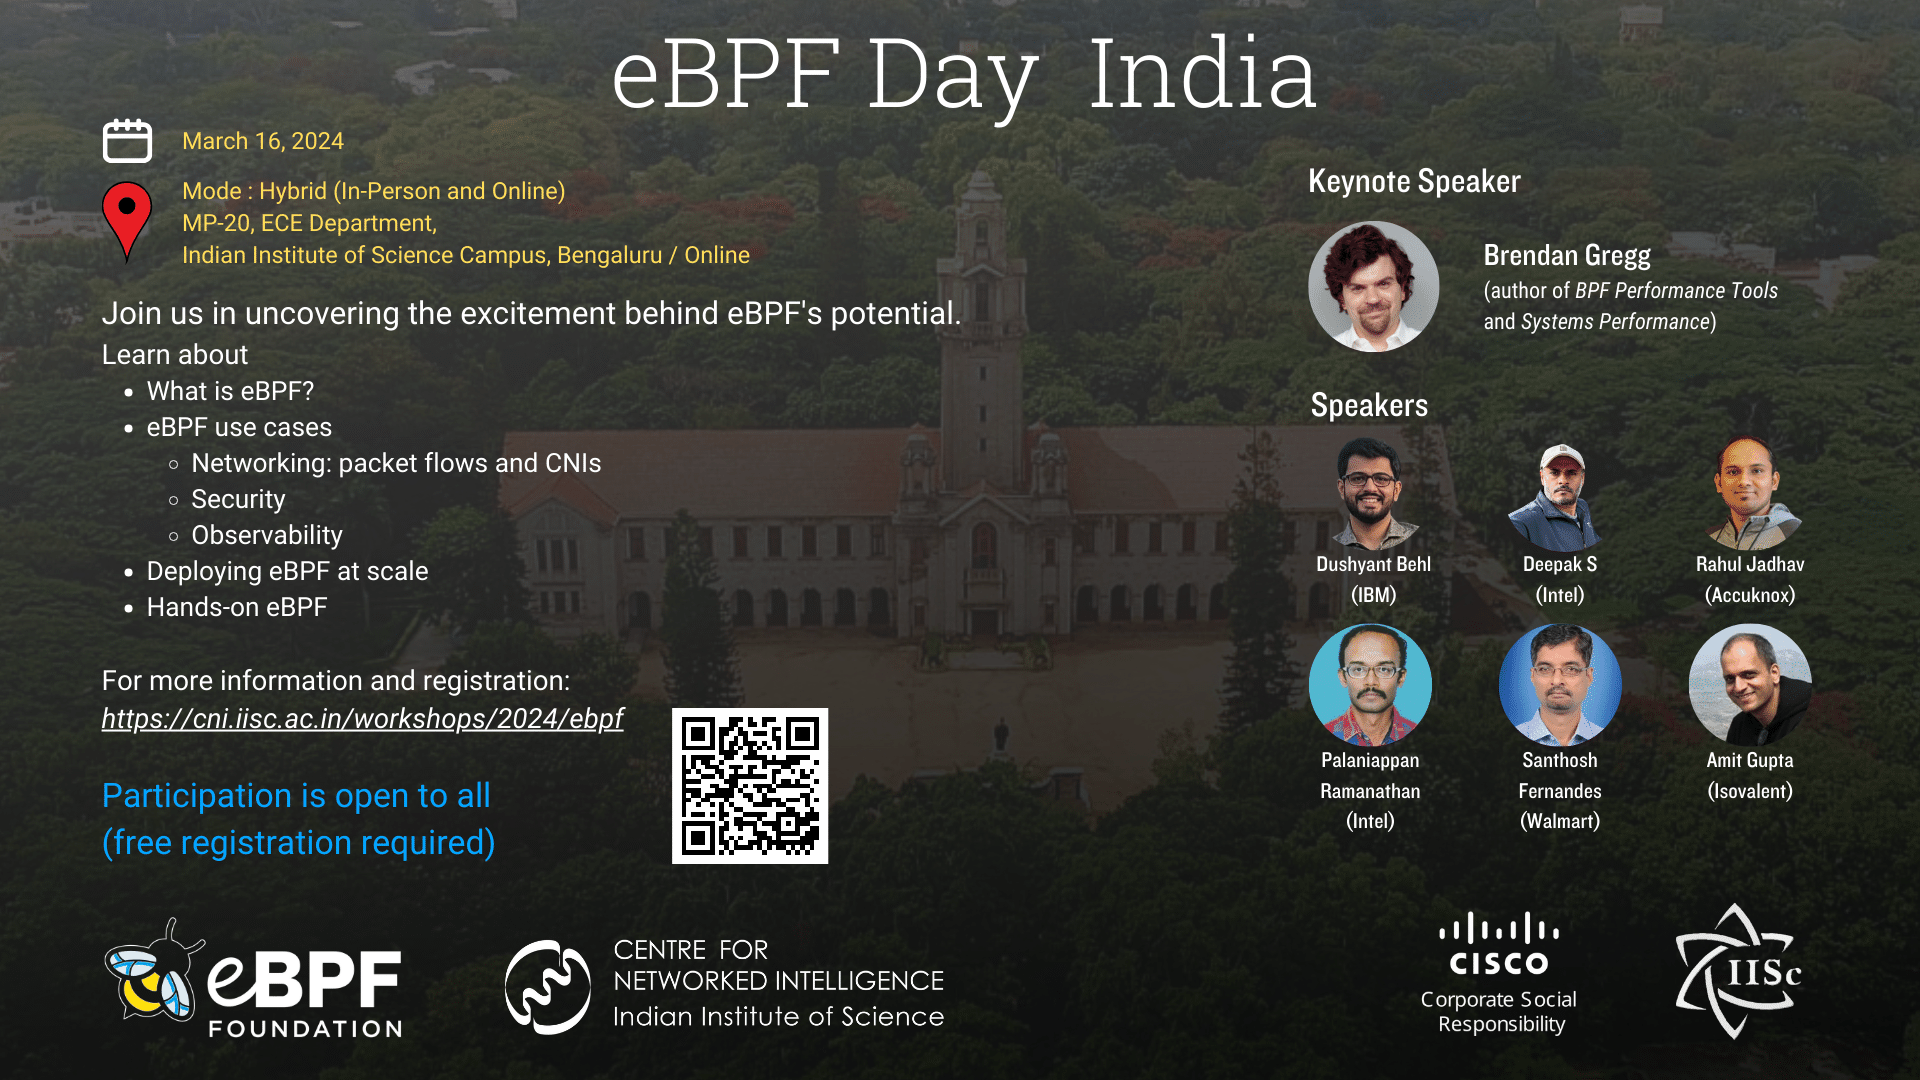 eBPF Day India
March 16, 2024
Mode : Hybrid (In-Person and Online)
MP-20, ECE Department,
Indian Institute of Science Campus, Bengaluru / Online
Join us in uncovering the excitement behind eBPF's potential.
Learn about
• What is eBPF?
• eBPF use cases
◦ Networking: packet flows and CNIs
◦ Security
◦ Observability
• Deploying eBPF at scale
• Hands-on eBPF
For more information and registration:
https://cni.iisc.ac.in/workshops/2024/ebpf
Participation is open to all
(free registration required)
Keynote Speaker
Brendan Gregg
(author of BPF Performance Tools
and Systems Performance)
Speakers
Dushyant Behl
(IBM)
Deepak S
(Intel)
Rahul Jadhav
(Accuknox)
Palaniappan
Ramanathan
(Intel)
Santhosh
Fernandes
(Walmart)
Amit Gupta
(Isovalent)
eBPF
FOUNDATION
CENTRE FOR
NETWORKED INTELLIGENCE
Indian Institute of Science
CISCO
Corporate Social
Responsibility
IISc